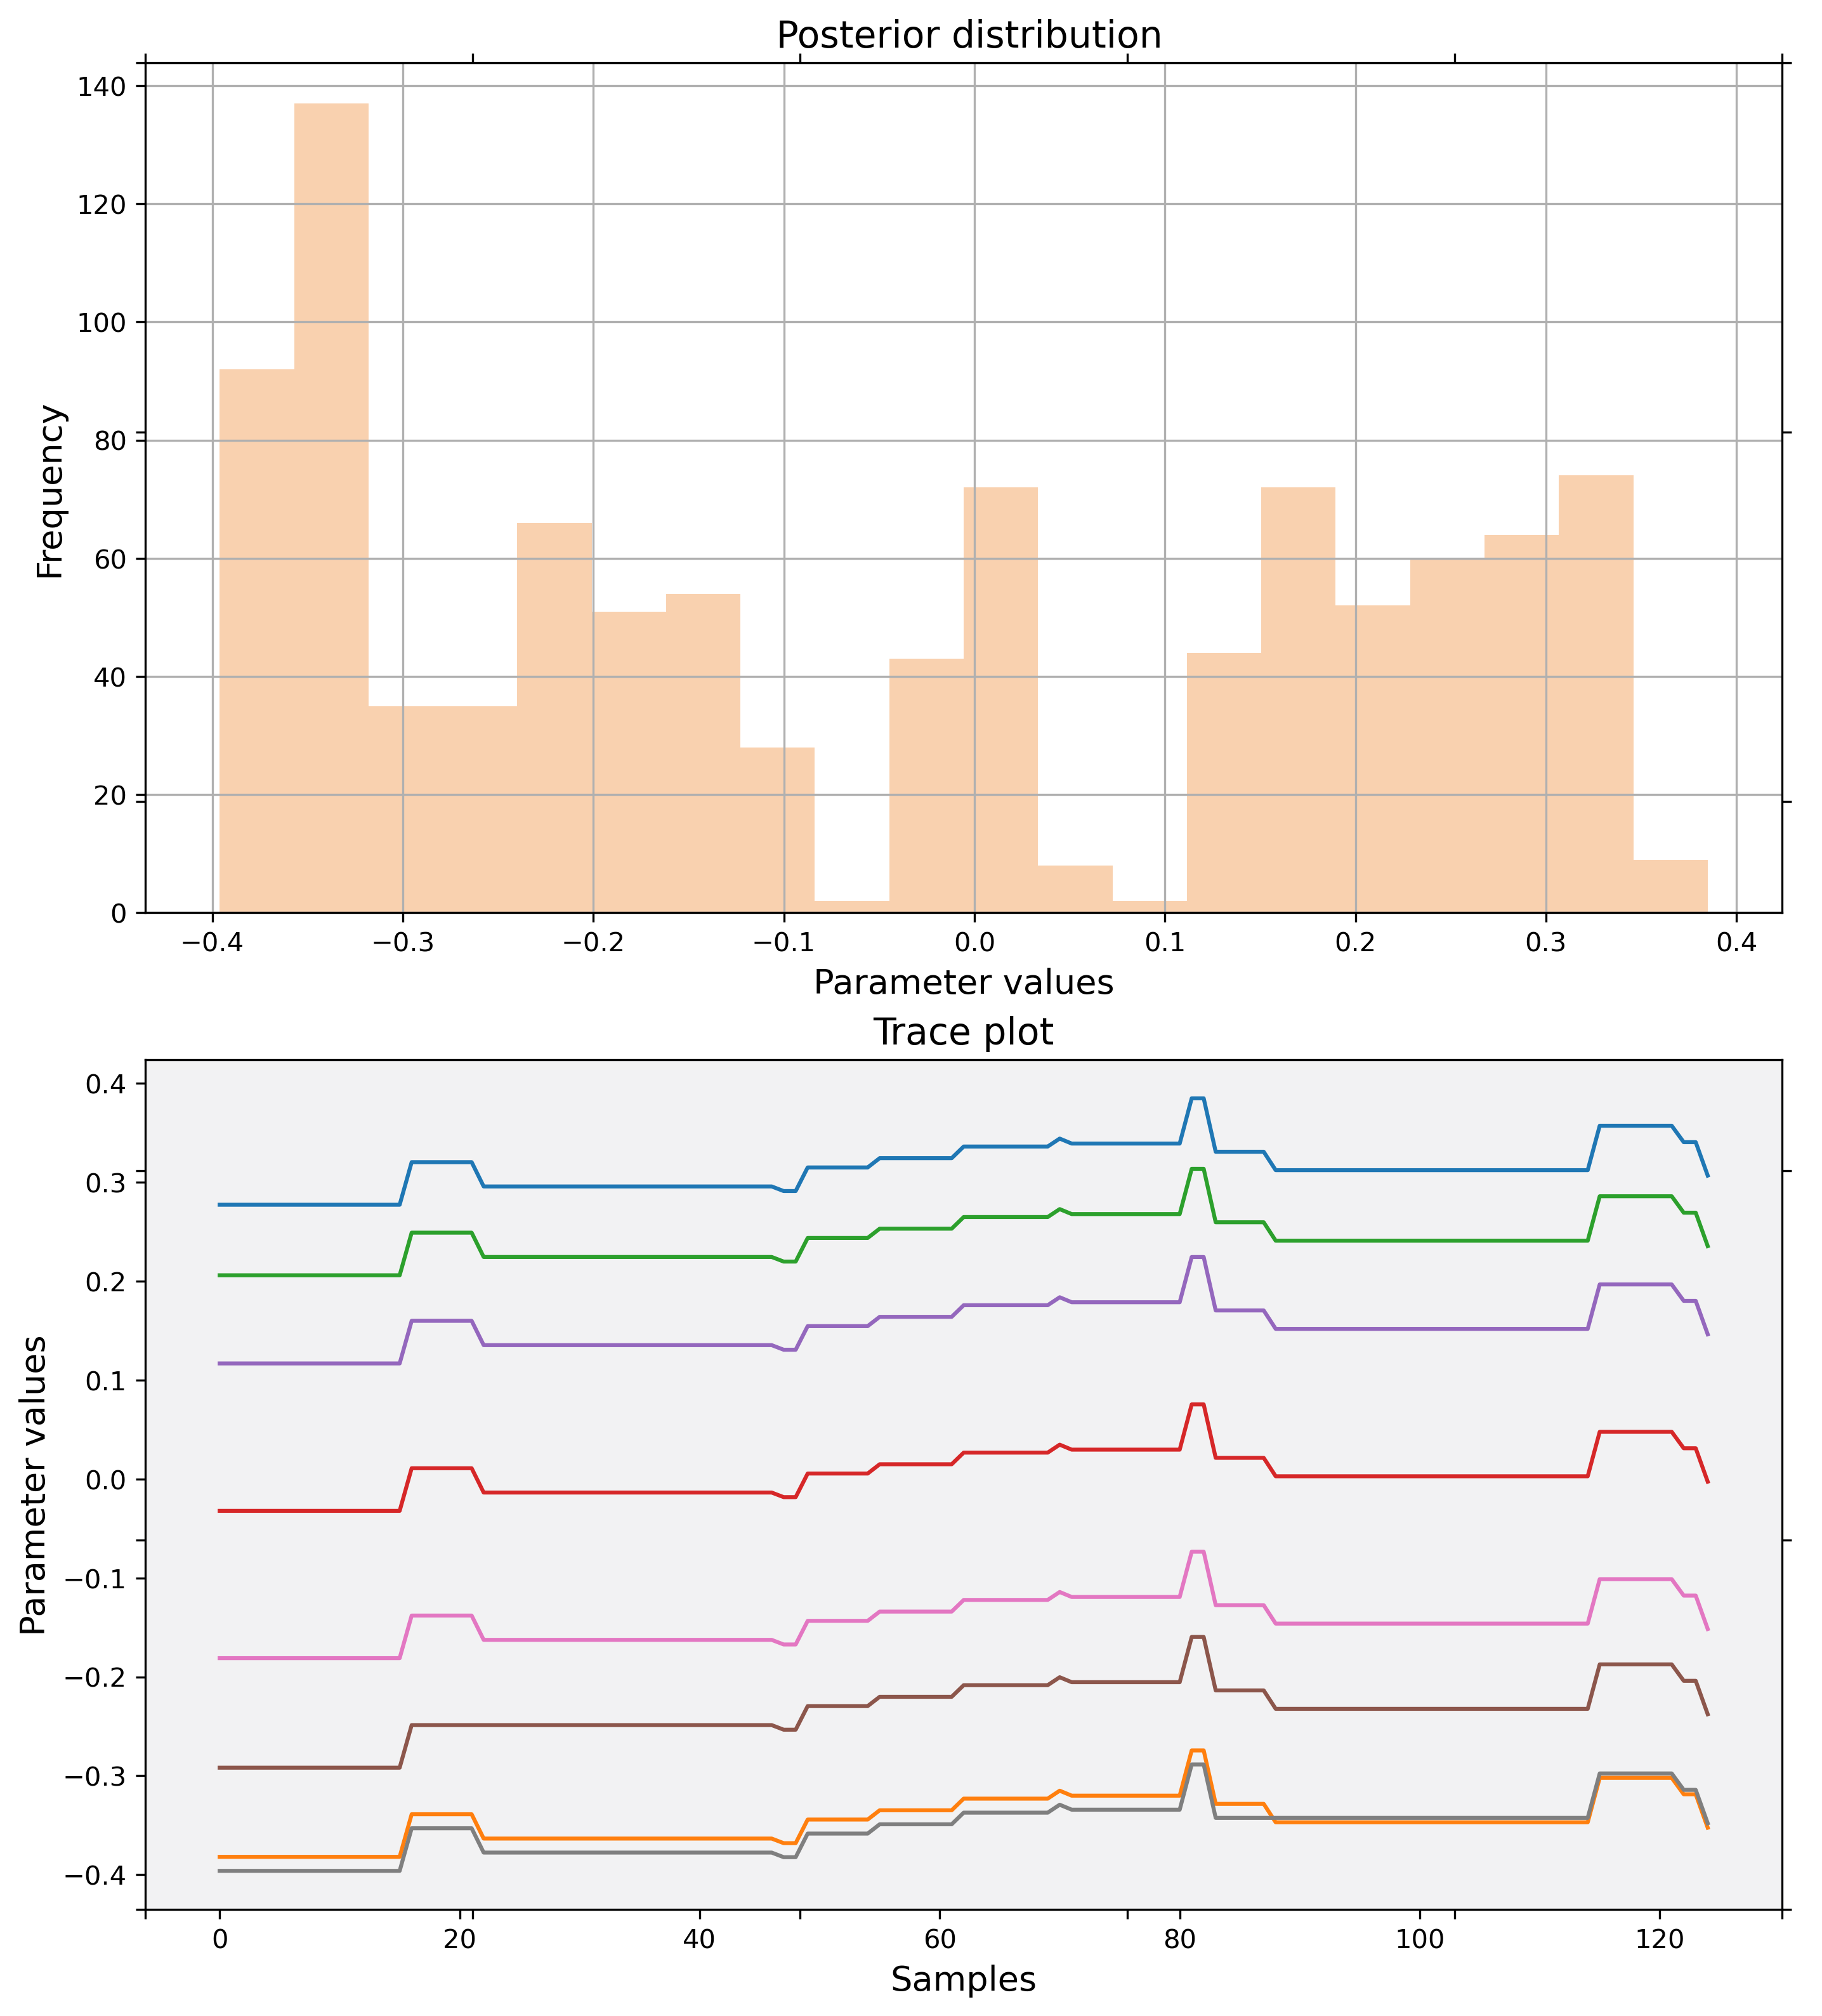 Posterior distribution
140
120
100
80
60
40
20
0
Frequency
−0.4 −0.3 −0.2 −0.1 0.0 0.1 0.2 0.3 0.4
Parameter values
Trace plot
0.4
0.3
0.2
0.1
0.0
−0.1
−0.2
−0.3
−0.4
Parameter values
0 20 40 60 80 100 120
Samples